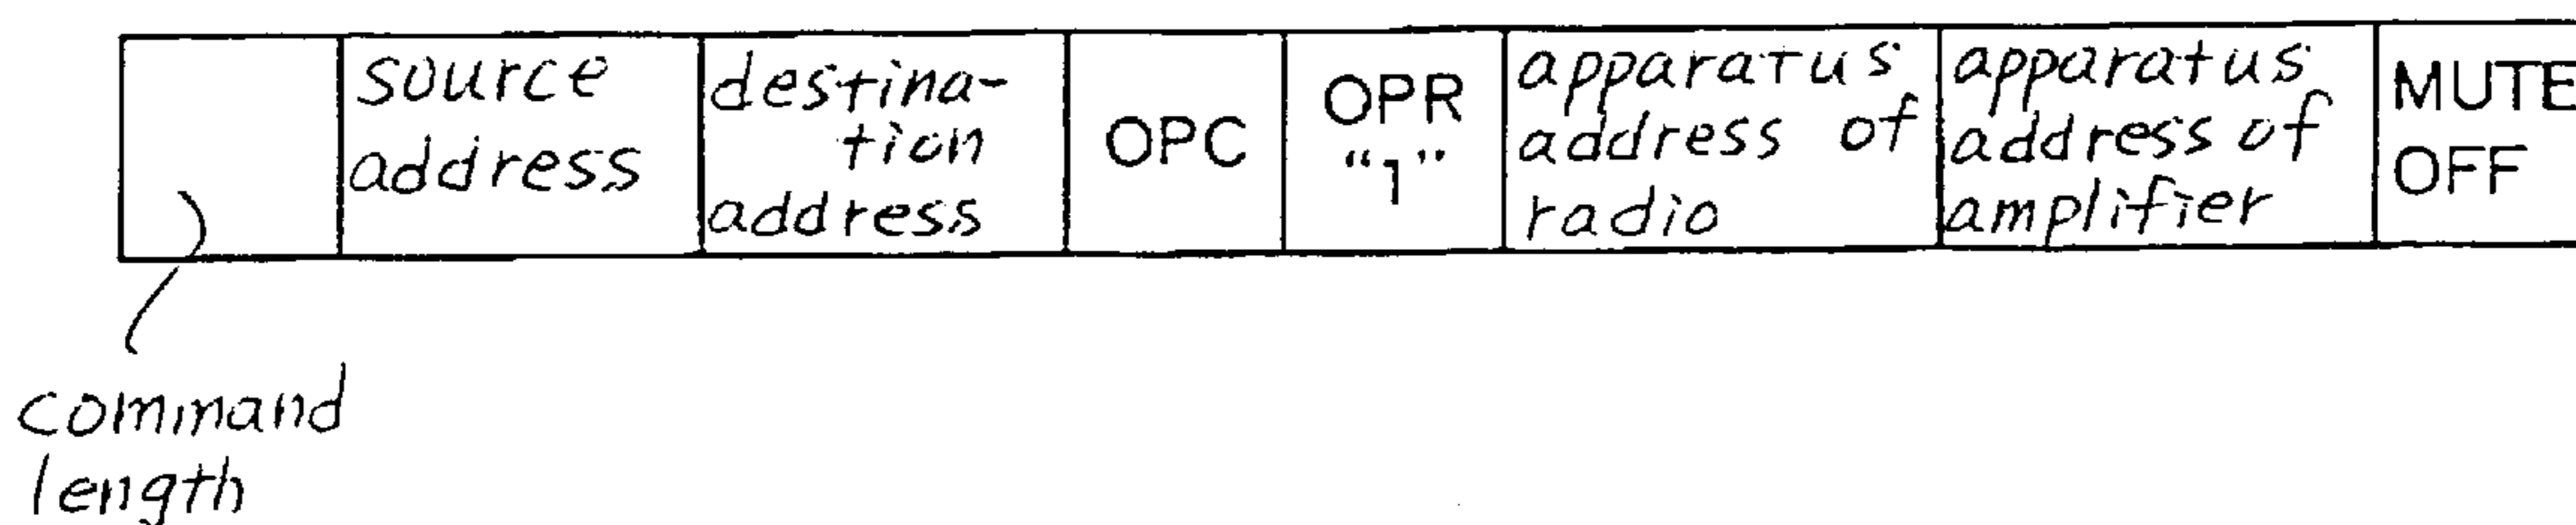 source
address
destina-
tion
address
OPC
OPR
“1”
apparatus
address of
radio
apparatus
address of
amplifier
MUTE
OFF
command
length